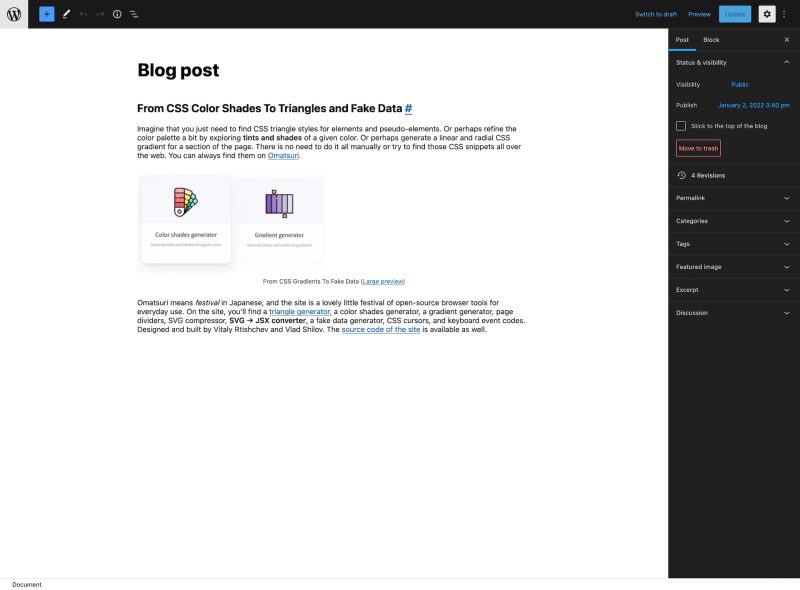 Switch to draft Preview Update
Blog post
From CSS Color Shades To Triangles and Fake Data #
Imagine that you just need to find CSS triangle styles for elements and pseudo-elements. Or perhaps refine the
color palette a bit by exploring tints and shades of a given color. Or perhaps generate a linear and radial CSS
gradient for a section of the page. There is no need to do it all manually or try to find those CSS snippets all over
the web. You can always find them on Omatsuri.
Color shades generator
Generate tints and shades of a given color
Gradient generator
Generate linear and radial css gradients
From CSS Gradients To Fake Data (Large preview)
Omatsuri means festival in Japanese, and the site is a lovely little festival of open-source browser tools for
everyday use. On the site, you'll find a triangle generator, a color shades generator, a gradient generator, page
dividers, SVG compressor, SVG → JSX converter, a fake data generator, CSS cursors, and keyboard event codes.
Designed and built by Vitaly Rtishchev and Vlad Shilov. The source code of the site is available as well.
Post Block
Status & visibility
Visibility Public
Publish January 2, 2022 3:40 pm
Stick to the top of the blog
Move to trash
4 Revisions
Permalink
Categories
Tags
Featured image
Excerpt
Discussion
Document